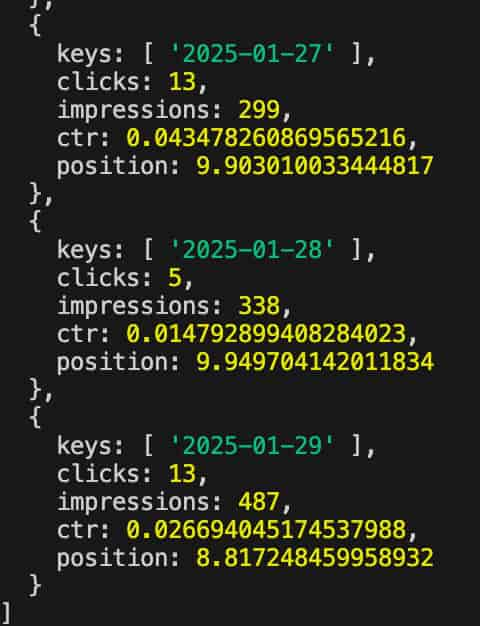 },
{
keys: [ '2025-01-27' ],
clicks: 13,
impressions: 299,
ctr: 0.043478260869565216,
position: 9.903010033444817
},
{
keys: [ '2025-01-28' ],
clicks: 5,
impressions: 338,
ctr: 0.014792899408284023,
position: 9.949704142011834
},
{
keys: [ '2025-01-29' ],
clicks: 13,
impressions: 487,
ctr: 0.026694045174537988,
position: 8.817248459958932
}
]